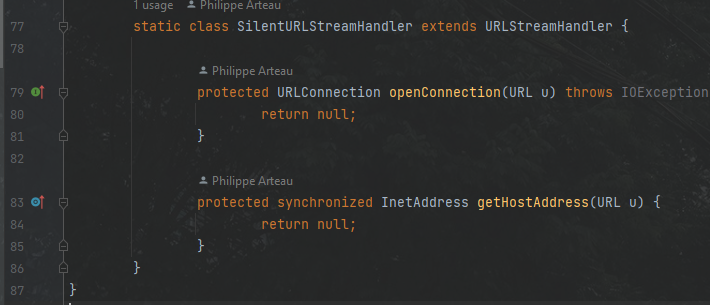 1 usage Philippe Arteau
77 static class SilentURLStreamHandler extends URLStreamHandler {
78
Philippe Arteau
79 protected URLConnection openConnection(URL u) throws IOException
80 return null;
81 }
82
Philippe Arteau
83 protected synchronized InetAddress getHostAddress(URL u) {
84 return null;
85 }
86 }
87 }